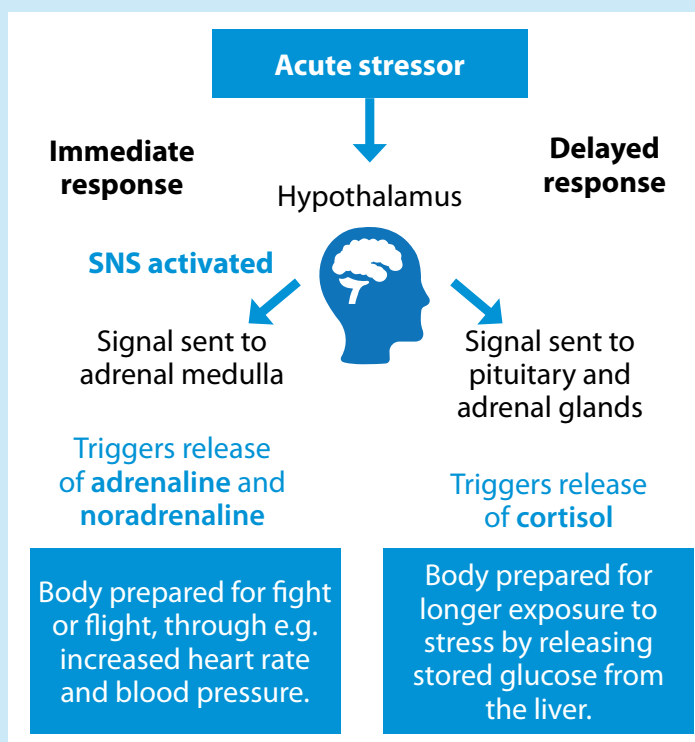 Acute stressor
Immediate
response
Delayed
response
Hypothalamus
SNS activated
Signal sent to
adrenal medulla
Signal sent to
pituitary and
adrenal glands
Triggers release
of adrenaline and
noradrenaline
Triggers release
of cortisol
Body prepared for fight
or flight, through e.g.
increased heart rate
and blood pressure.
Body prepared for
longer exposure to
stress by releasing
stored glucose from
the liver.